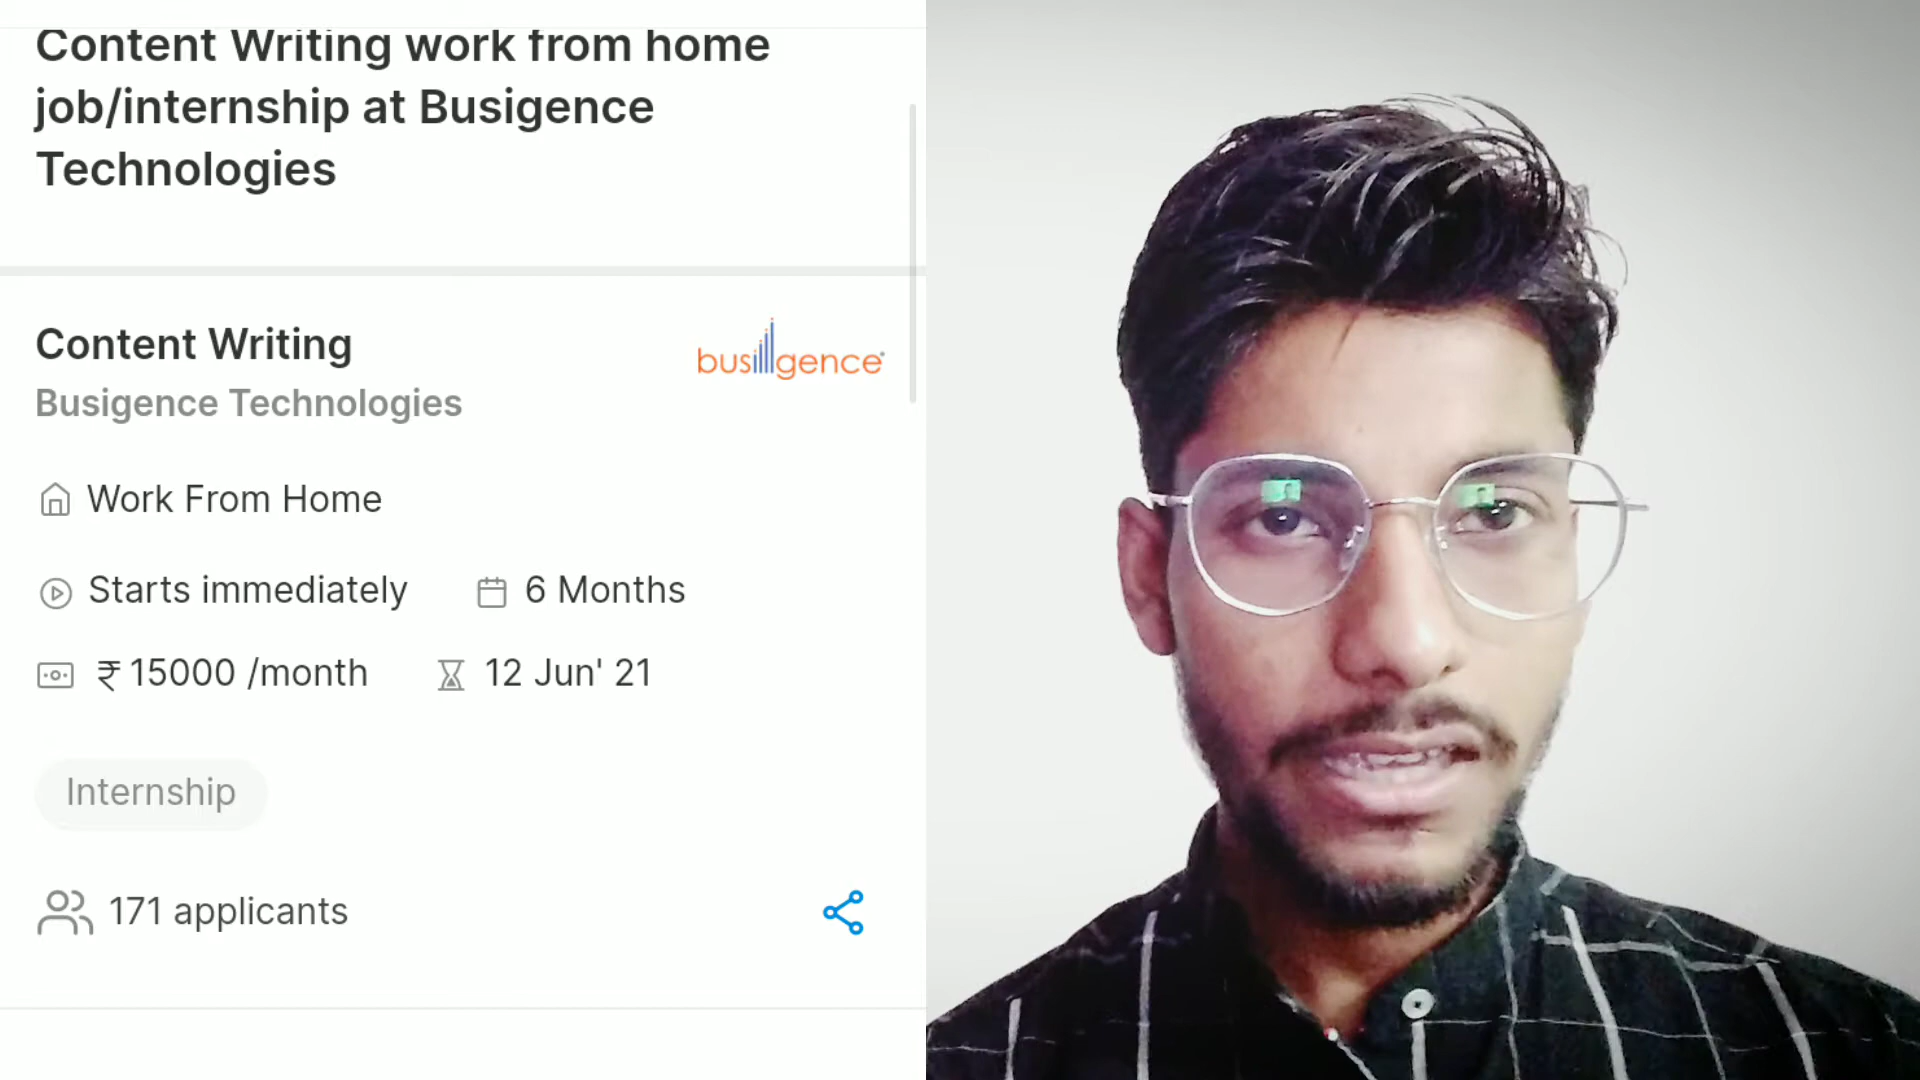 Content Writing work from home
job/internship at Busigence
Technologies
Content Writing
busigence
Busigence Technologies
Work From Home
Starts immediately 6 Months
₹ 15000 /month 12 Jun' 21
Internship
171 applicants